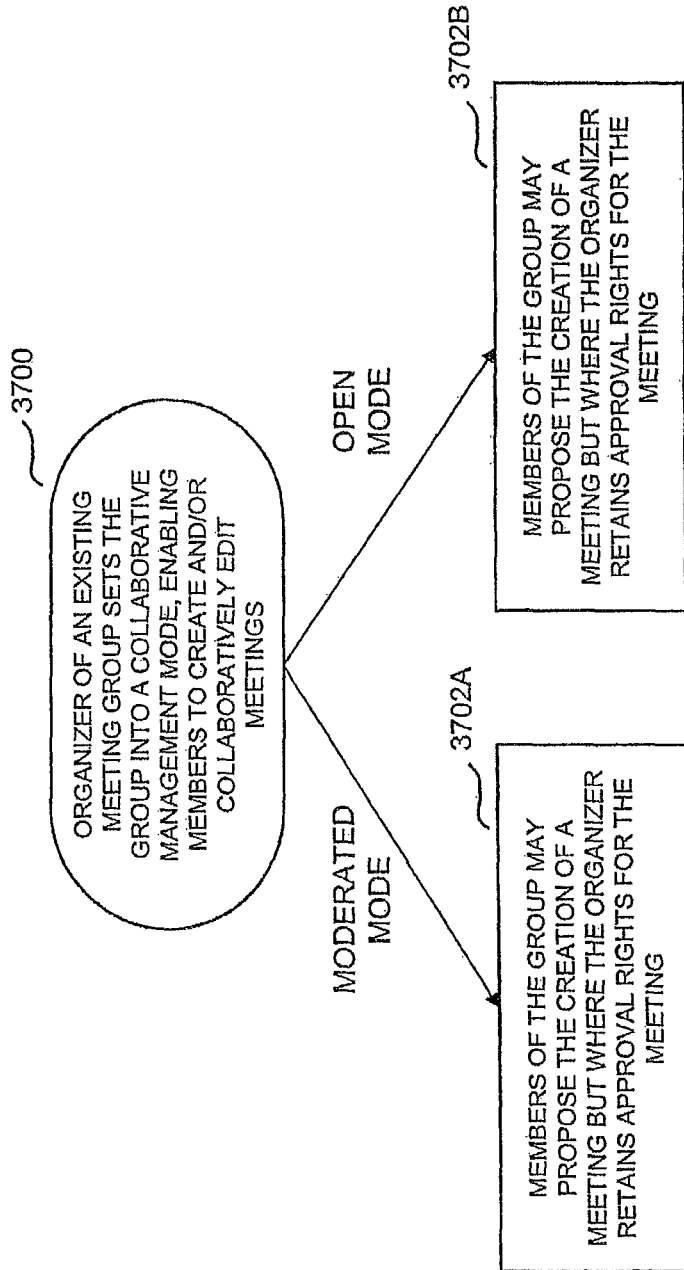 3700
ORGANIZER OF AN EXISTING
MEETING GROUP SETS THE
GROUP INTO A COLLABORATIVE
MANAGEMENT MODE, ENABLING
MEMBERS TO CREATE AND/OR
COLLABORATIVELY EDIT
MEETINGS
MODERATED
MODE
OPEN
MODE
3702A
MEMBERS OF THE GROUP MAY
PROPOSE THE CREATION OF A
MEETING BUT WHERE THE ORGANIZER
RETAINS APPROVAL RIGHTS FOR THE
MEETING
3702B
MEMBERS OF THE GROUP MAY
PROPOSE THE CREATION OF A
MEETING BUT WHERE THE ORGANIZER
RETAINS APPROVAL RIGHTS FOR THE
MEETING